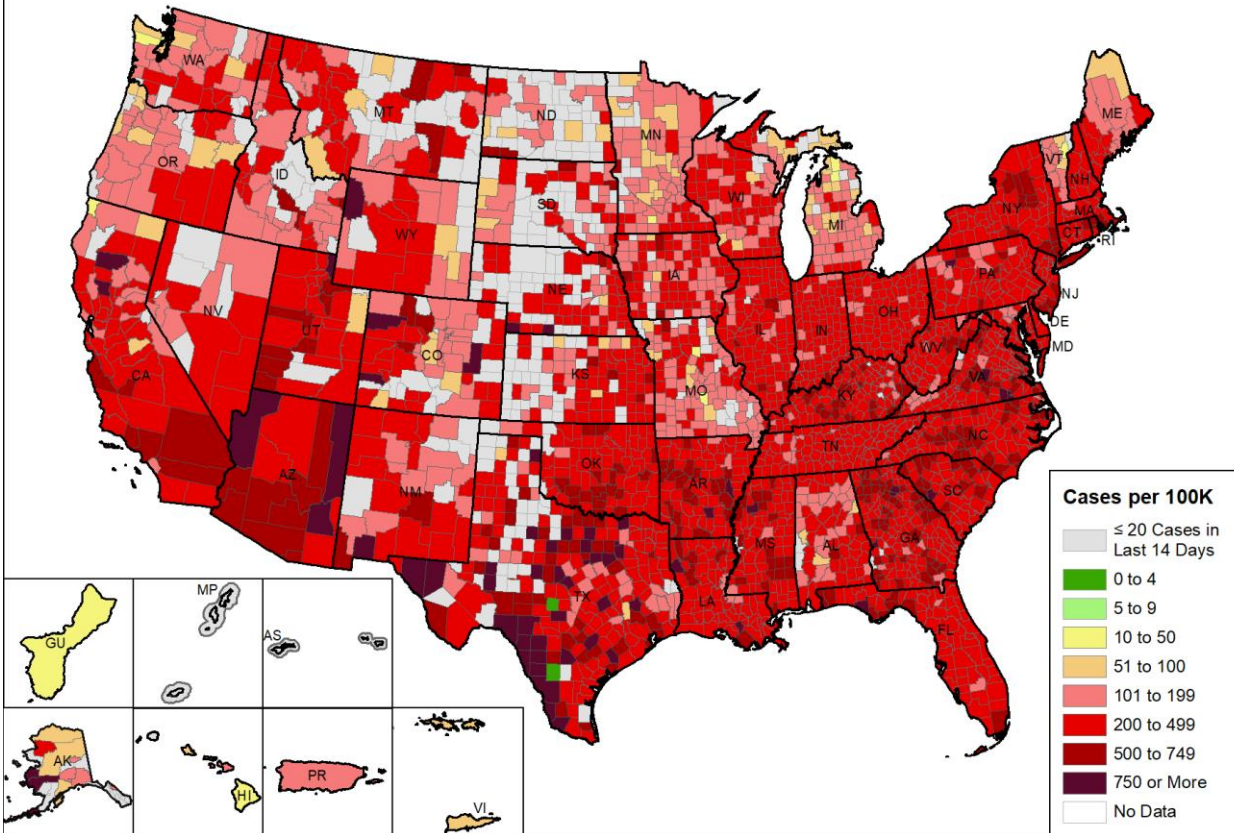 WA
MT
ND
MN
ME
OR
ID
SD
WI
VT
NH
NY
MA
CT
RI
WY
MI
NE
IA
PA
NJ
NV
UT
CO
IL
IN
OH
DE
MD
CA
KS
MO
WV
VA
KY
AZ
NM
OK
AR
TN
NC
SC
MS
AL
GA
TX
LA
FL
GU
MP
AS
AK
HI
PR
VI
Cases per 100K
≤ 20 Cases in
Last 14 Days
0 to 4
5 to 9
10 to 50
51 to 100
101 to 199
200 to 499
500 to 749
750 or More
No Data